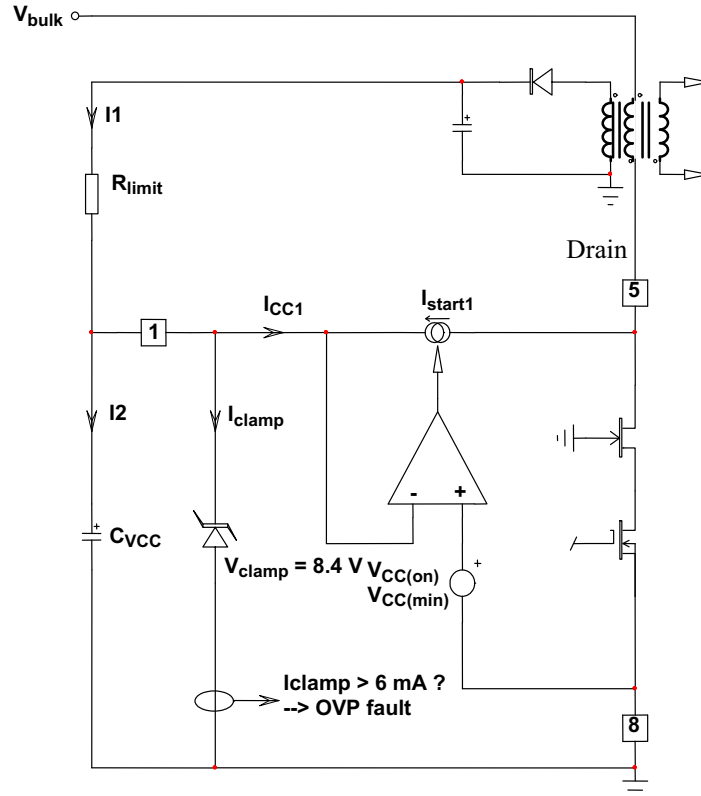 Vbulk
I1
Rlimit
Drain
5
ICC1
Istart1
1
I2
Iclamp
- +
CVCC
Vclamp = 8.4 V VCC(on)
VCC(min)
+
+
+
Iclamp > 6 mA ?
--> OVP fault
8